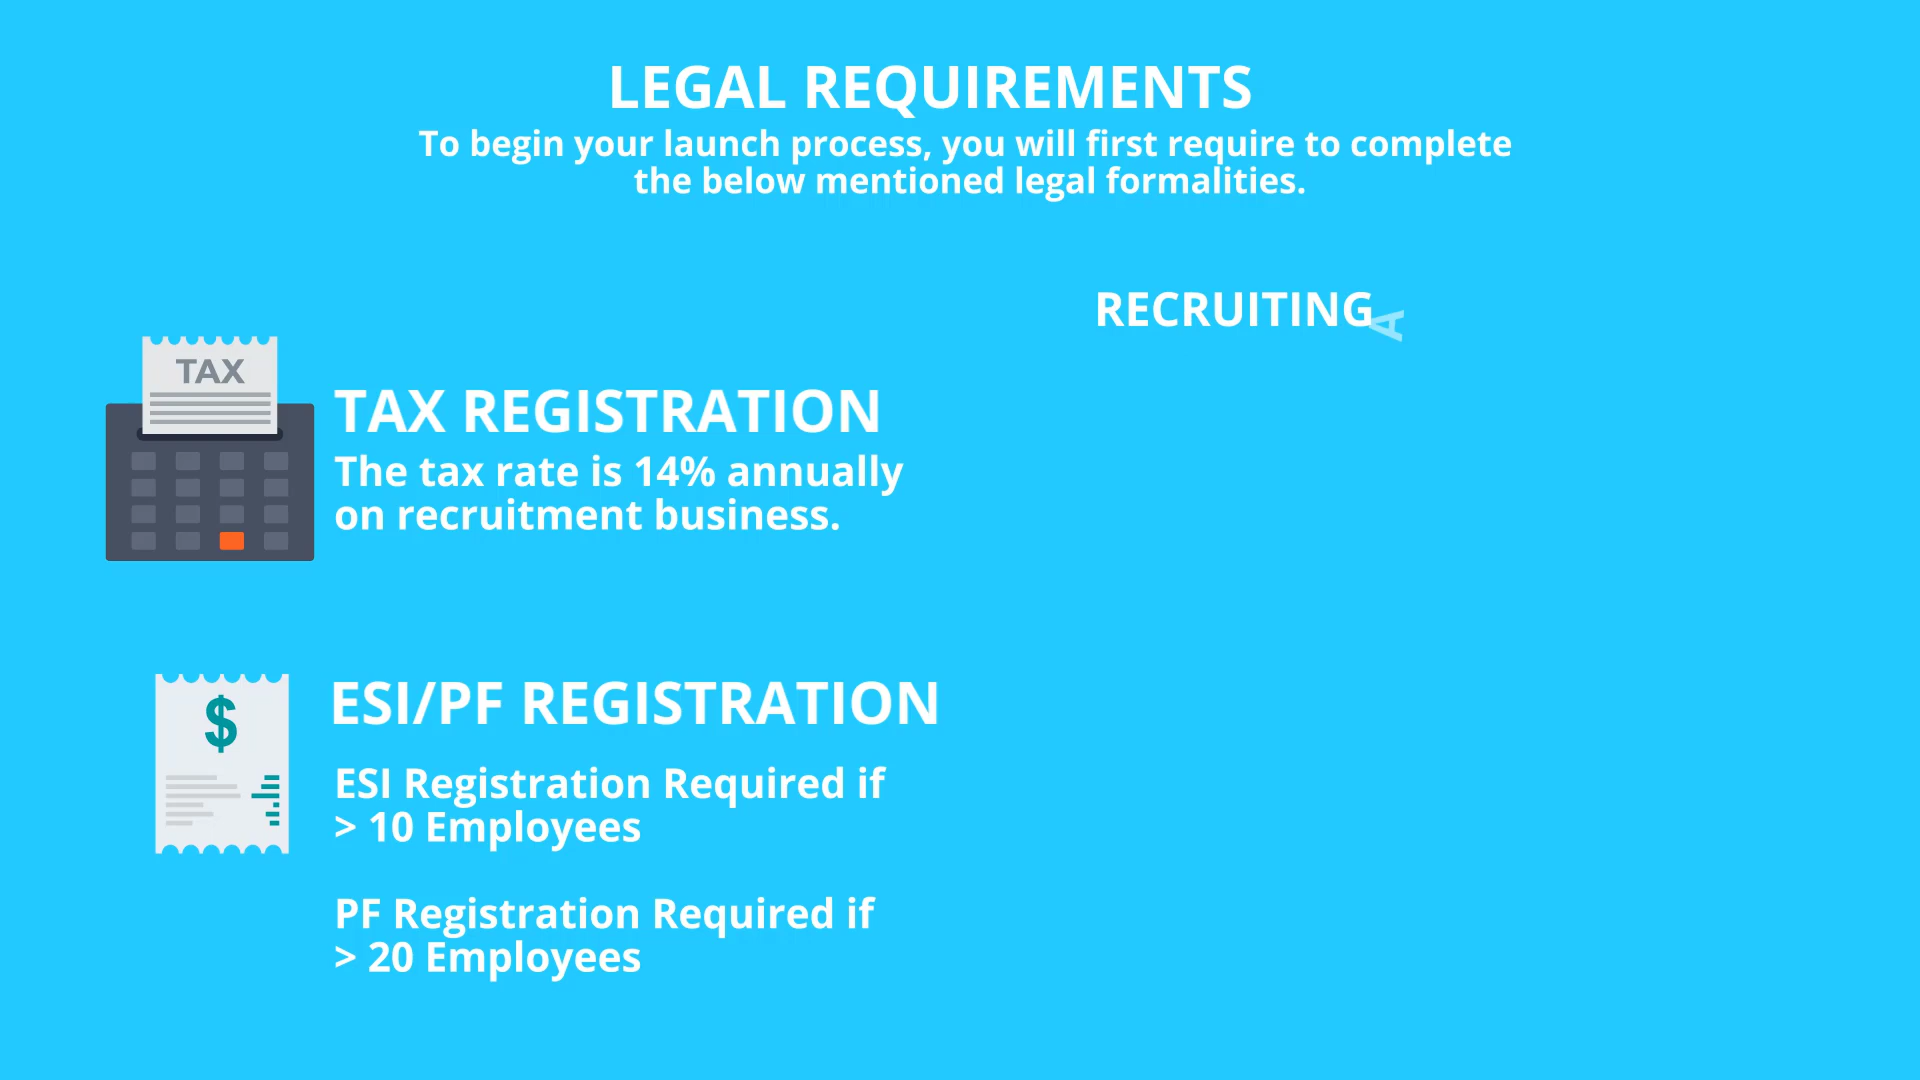 LEGAL REQUIREMENTS
To begin your launch process, you will first require to complete
the below mentioned legal formalities.
RECRUITING A
TAX
TAX REGISTRATION
The tax rate is 14% annually
on recruitment business.
$
ESI/PF REGISTRATION
ESI Registration Required if
> 10 Employees
PF Registration Required if
> 20 Employees